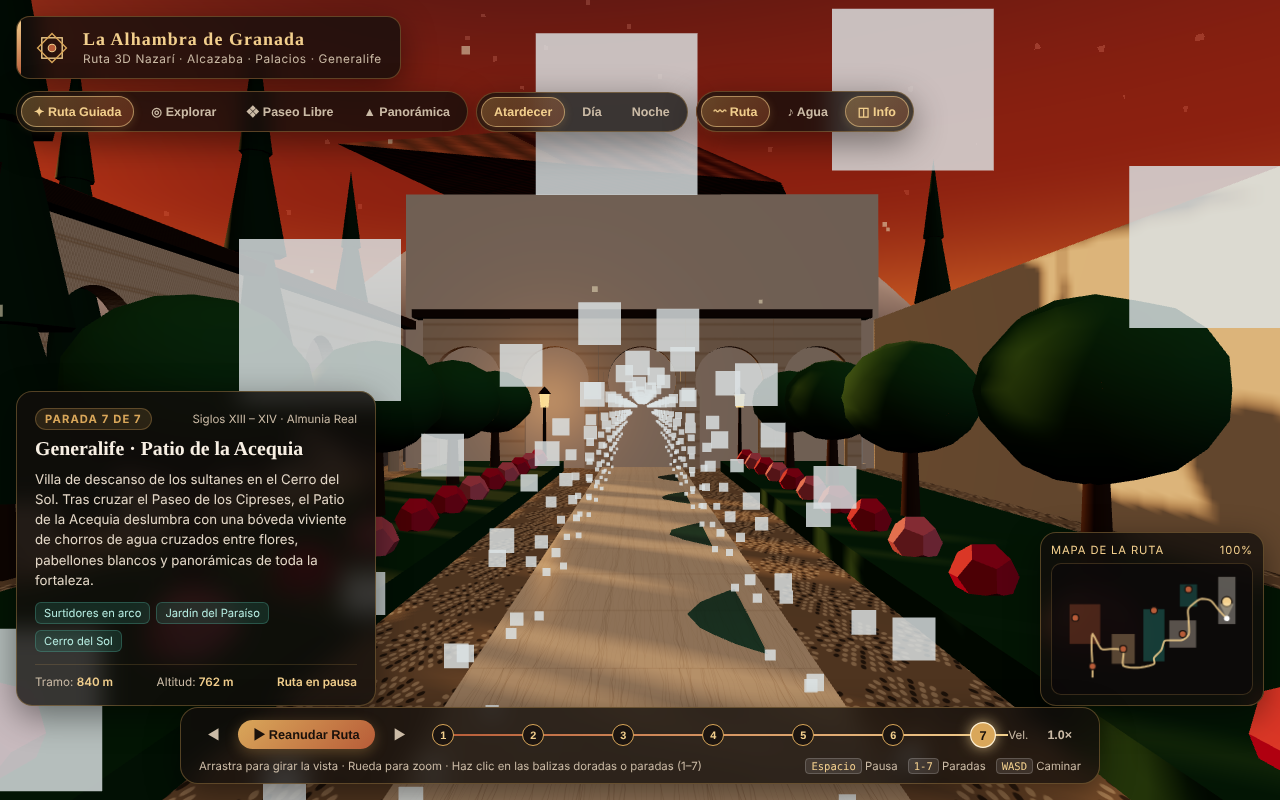 La Alhambra de Granada
Ruta 3D Nazarí · Alcazaba · Palacios · Generalife
✦ Ruta Guiada
◎ Explorar
❖ Paseo Libre
▲ Panorámica
Atardecer
Día
Noche
〰 Ruta
♪ Agua
◫ Info
PARADA 7 DE 7
Siglos XIII – XIV · Almunia Real
Generalife · Patio de la Acequia
Villa de descanso de los sultanes en el Cerro del
Sol. Tras cruzar el Paseo de los Cipreses, el Patio
de la Acequia deslumbra con una bóveda viviente
de chorros de agua cruzados entre flores,
pabellones blancos y panorámicas de toda la
fortaleza.
Surtidores en arco
Jardín del Paraíso
Cerro del Sol
Tramo: 840 m
Altitud: 762 m
Ruta en pausa
MAPA DE LA RUTA
100%
◀
▶ Reanudar Ruta
▶
1
2
3
4
5
6
7
Vel.
1.0×
Arrastra para girar la vista · Rueda para zoom · Haz clic en las balizas doradas o paradas (1–7)
Espacio Pausa
1-7 Paradas
WASD Caminar